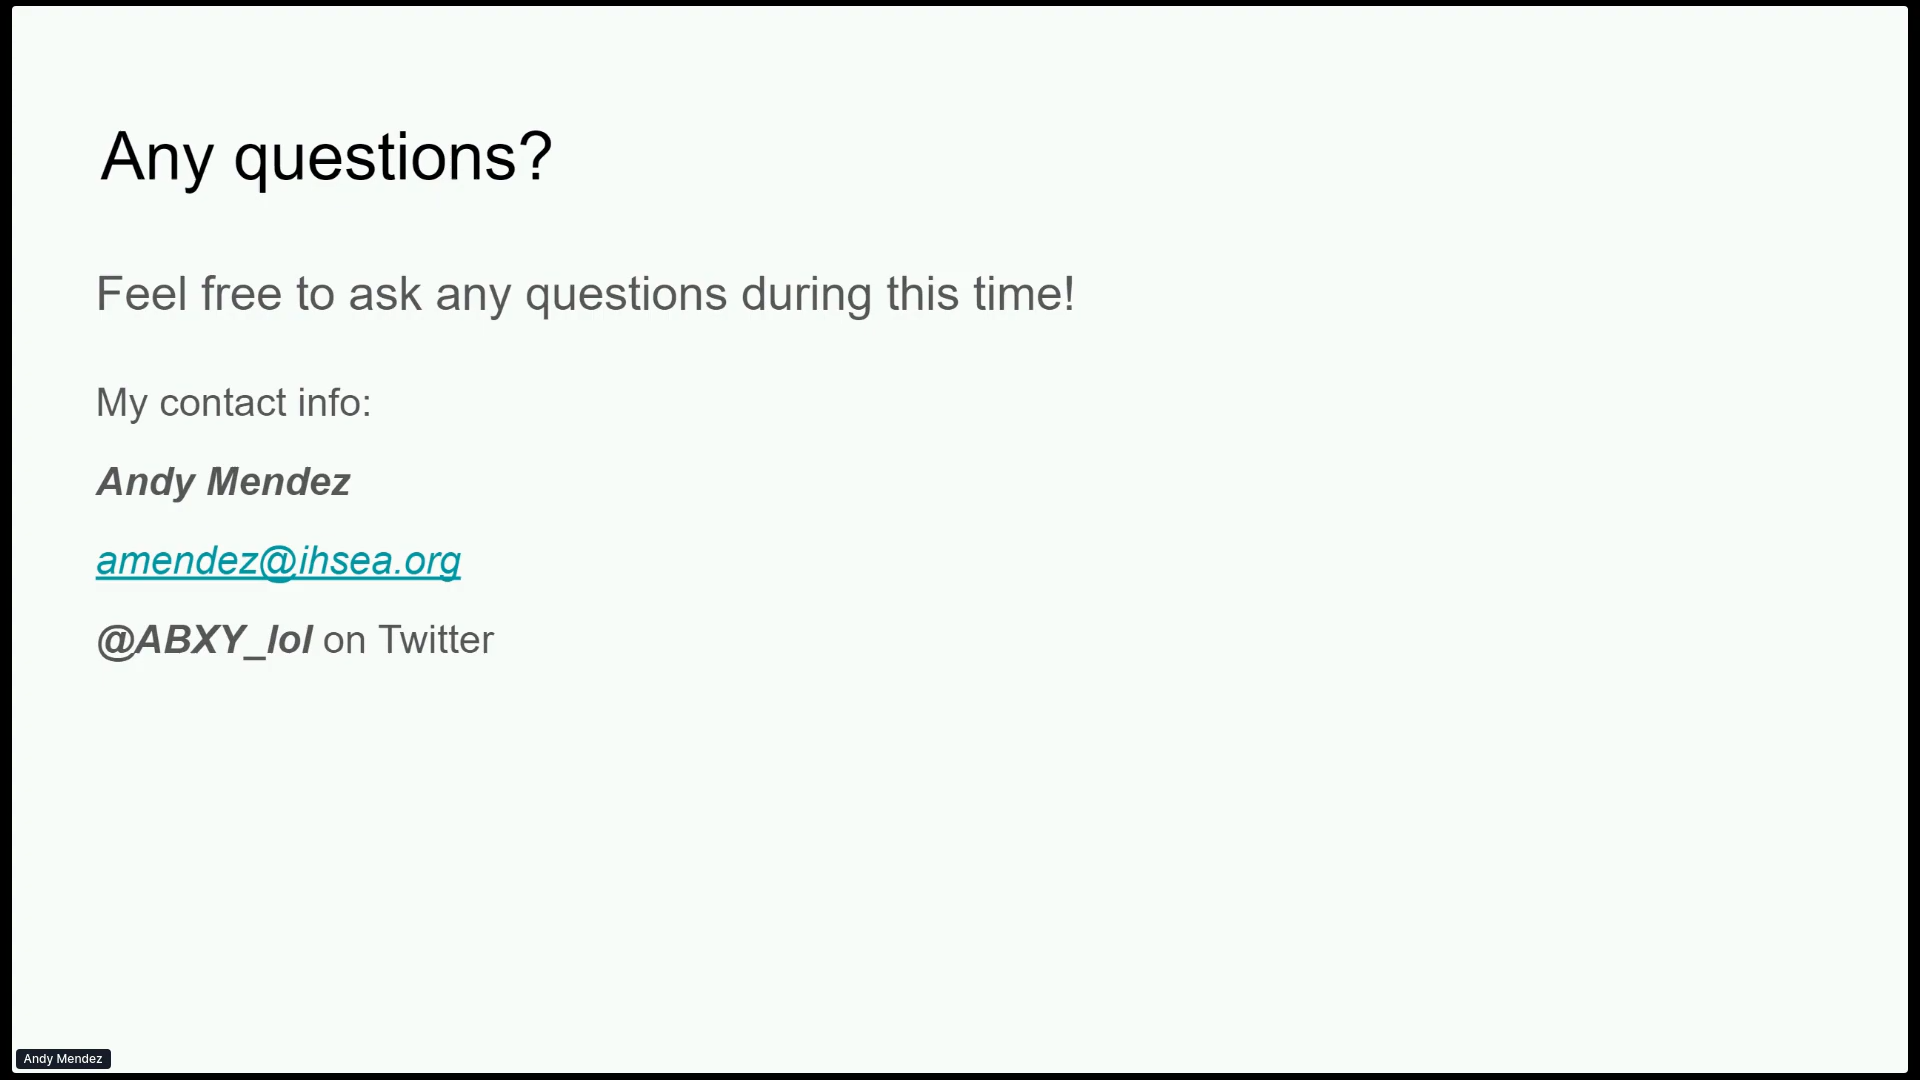 Any questions?
Feel free to ask any questions during this time!
My contact info:
Andy Mendez
amendez@ihsea.org
@ABXY_lol on Twitter
Andy Mendez